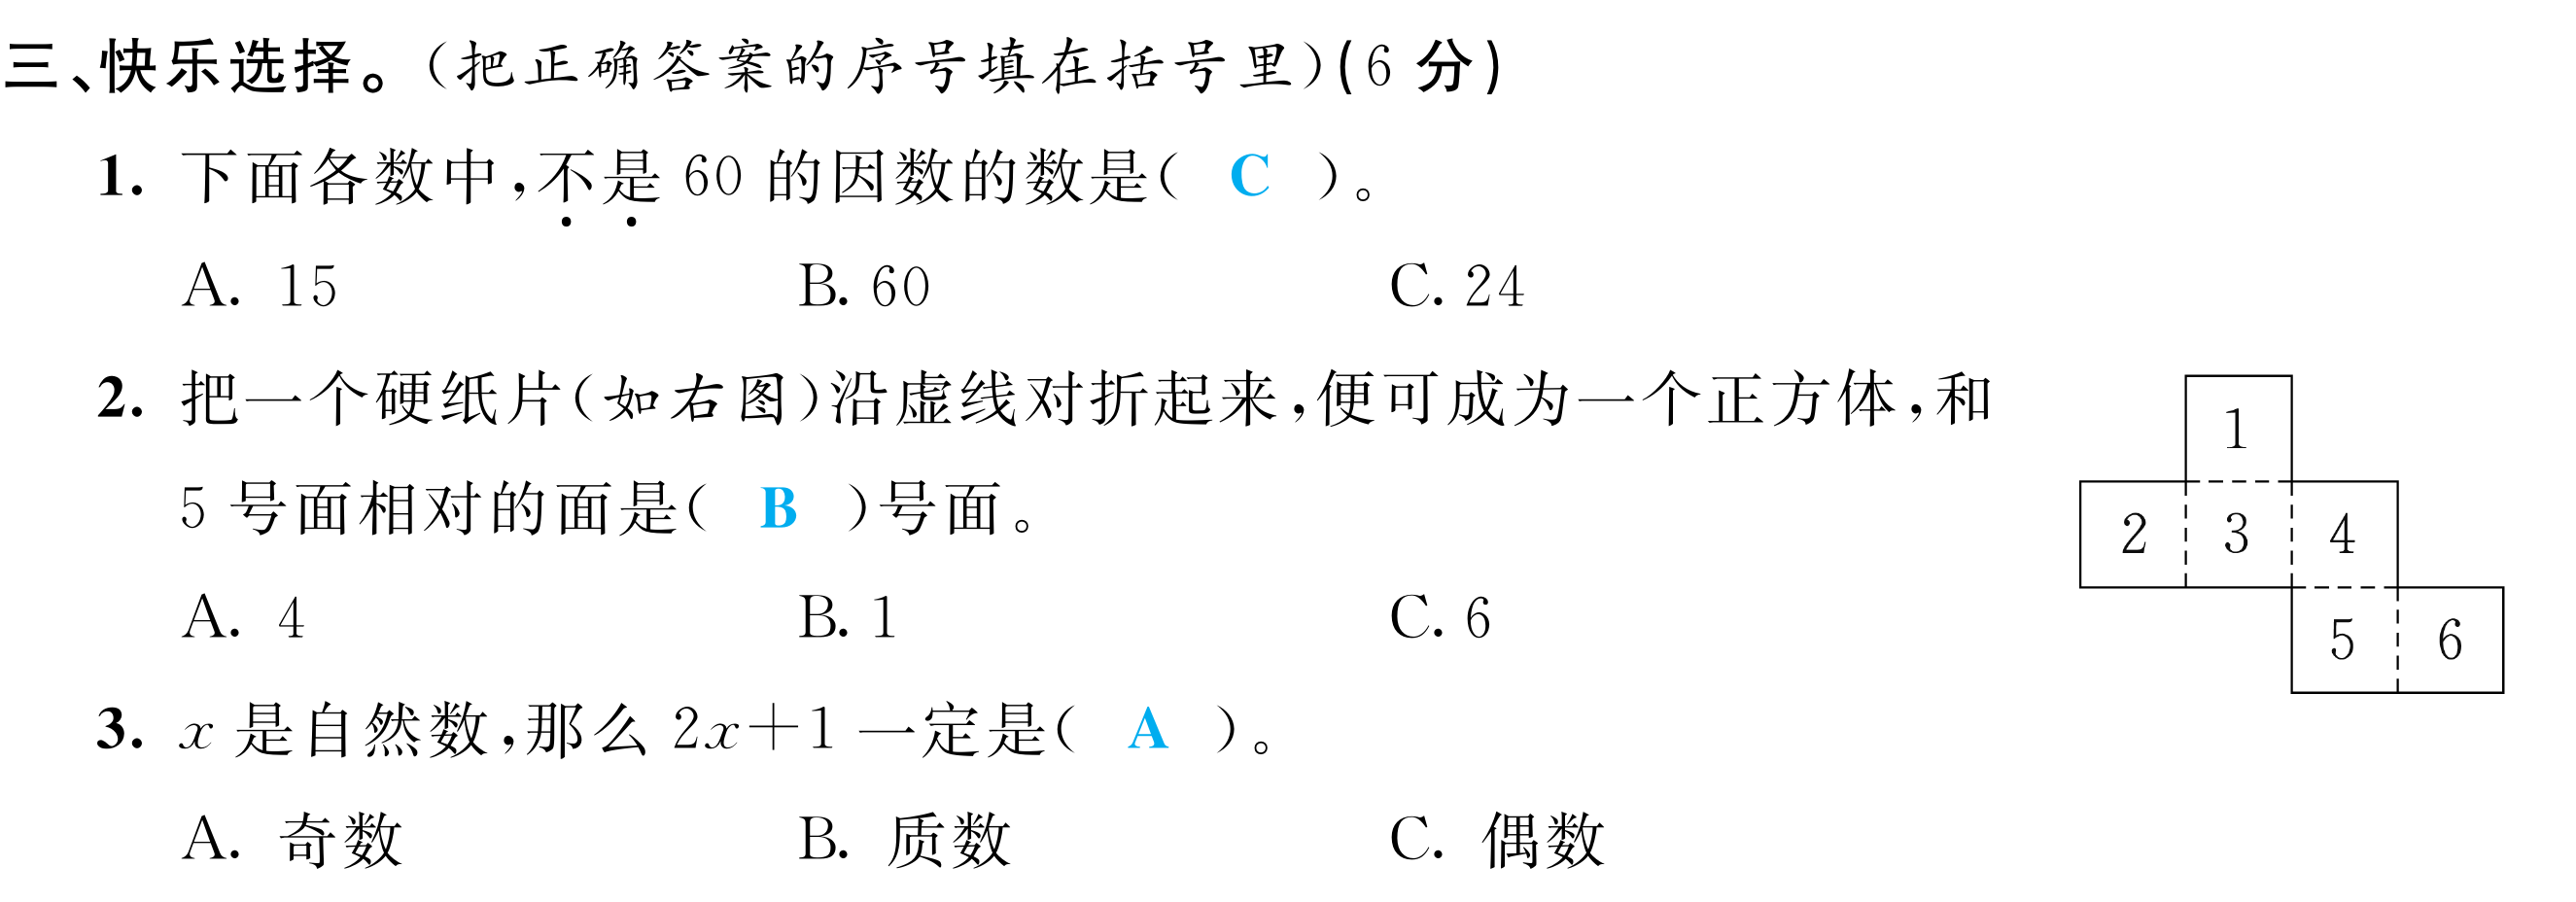 三、快乐选择。(把正确答案的序号填在括号里)(6 分)
1. 下面各数中,不是 60 的因数的数是( C )。
A. 15 B. 60 C. 24
2. 把一个硬纸片(如右图)沿虚线对折起来,便可成为一个正方体,和
5 号面相对的面是( B )号面。
A. 4 B. 1 C. 6
1
2 3 4
5 6
3. x 是自然数,那么 2x+1 一定是( A )。
A. 奇数 B. 质数 C. 偶数